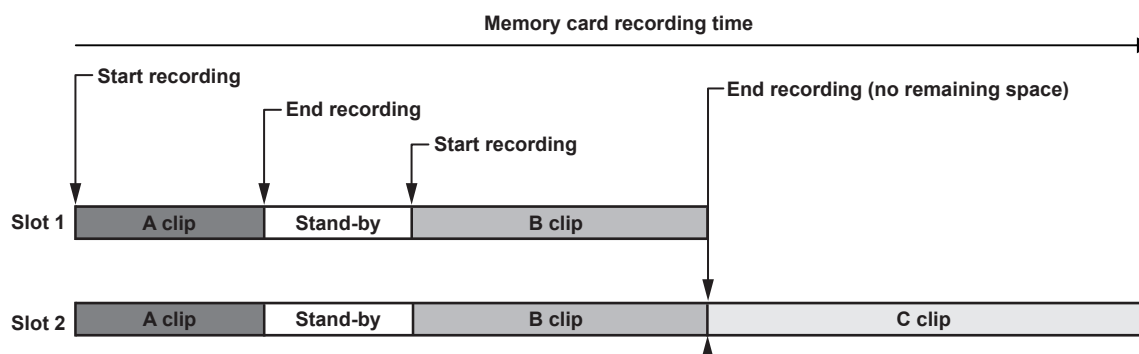 Memory card recording time
Start recording
End recording (no remaining space)
End recording
Start recording
Slot 1 A clip Stand-by B clip
Slot 2 A clip Stand-by B clip C clip